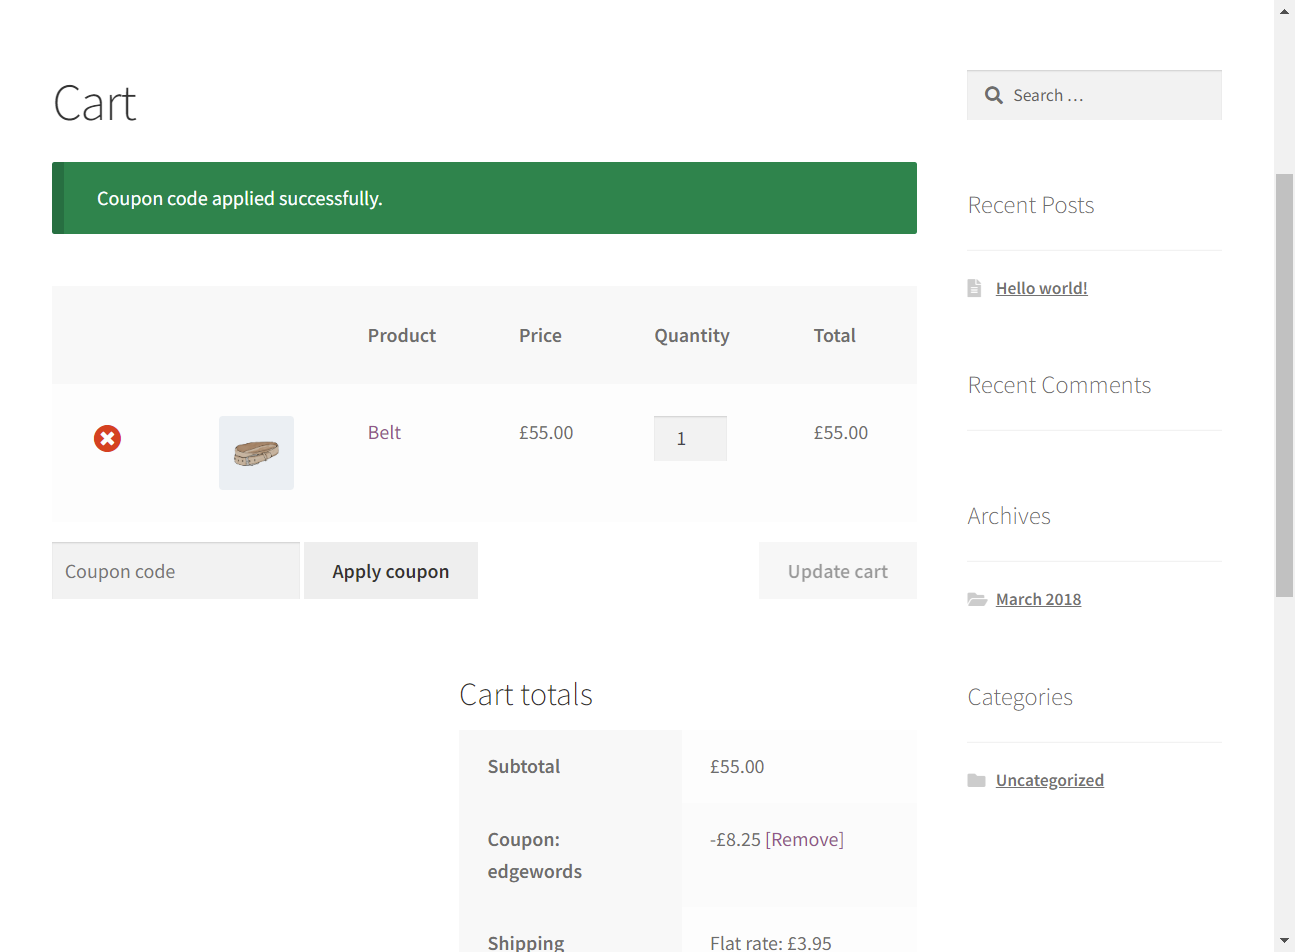 Cart
Search …
Coupon code applied successfully.
Product Price Quantity Total
Belt £55.00 1 £55.00
Coupon code Apply coupon Update cart
Cart totals
Subtotal £55.00
Coupon: -£8.25 [Remove]
edgewords
Shipping Flat rate: £3.95
Recent Posts
Hello world!
Recent Comments
Archives
March 2018
Categories
Uncategorized